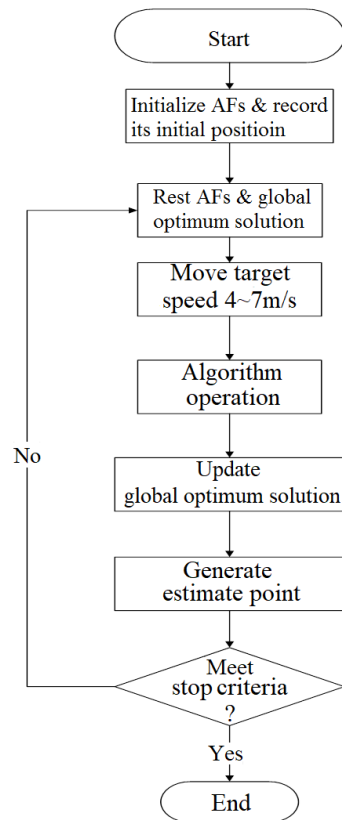 Start
Initialize AFs & record
its initial positioin
Rest AFs & global
optimum solution
Move target
speed 4~7m/s
Algorithm
operation
No
Update
global optimum solution
Generate
estimate point
Meet
stop criteria
?
Yes
End